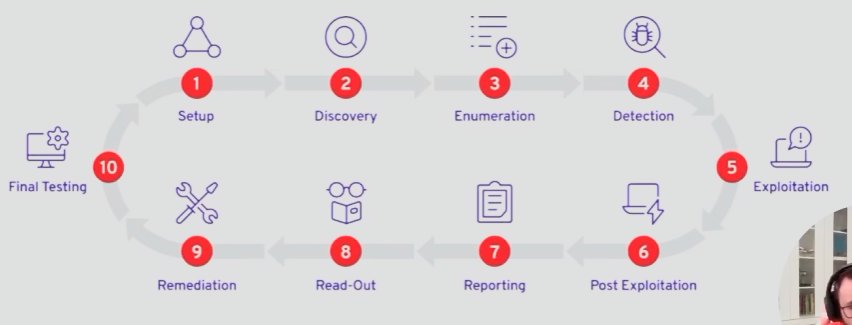 1
Setup
2
Discovery
3
Enumeration
4
Detection
5
Exploitation
6
Post Exploitation
7
Reporting
8
Read-Out
9
Remediation
10
Final Testing